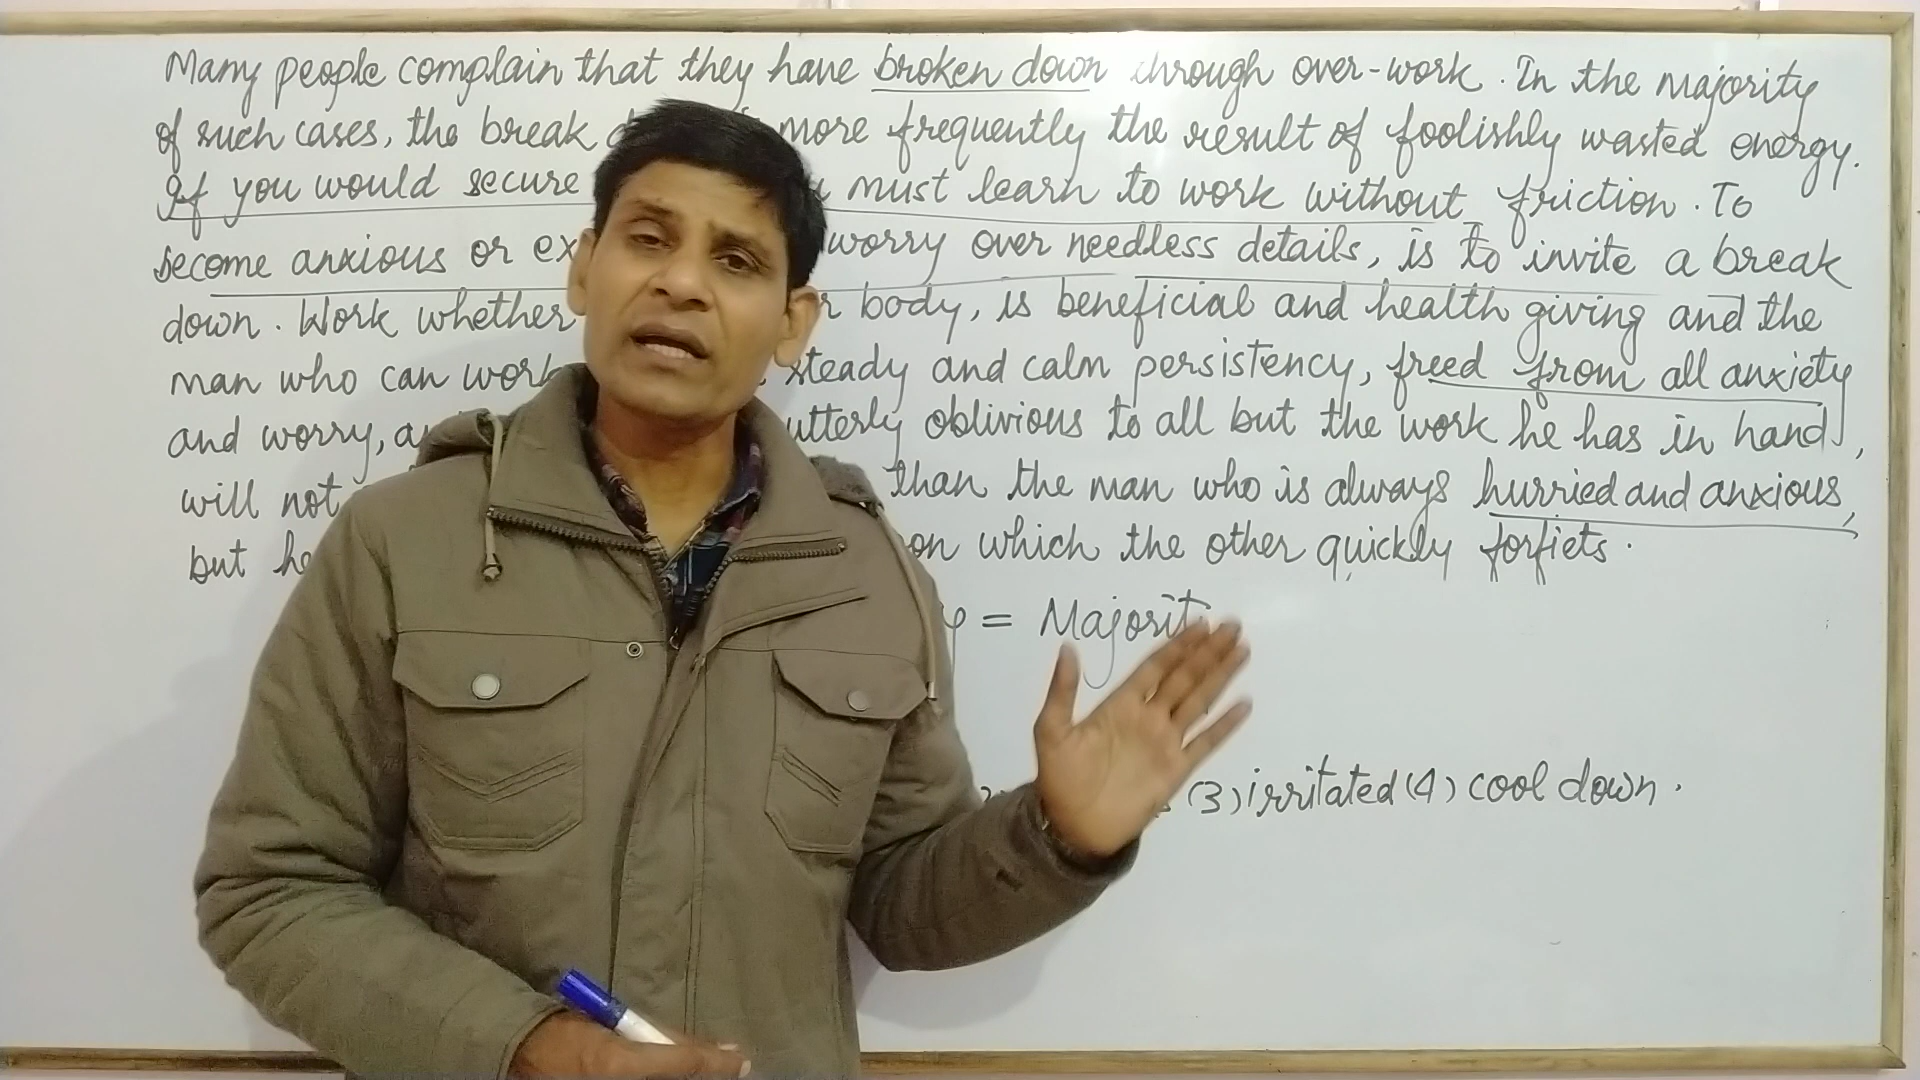 Many people complain that they have broken down through over-work. In the majority
of such cases, the break more frequently the result of foolishly wasted energy.
If you would secure must learn to work without friction. To
become anxious or worry over needless details, is to invite a break
down. Work whether body, is beneficial and health giving and the
man who can work steady and calm persistency, freed from all anxiety
and worry, utterly oblivious to all but the work he has in hand,
will not than the man who is always hurried and anxious,
but he which the other quickly forfiets.
= Majority
(3) irritated (4) cool down.